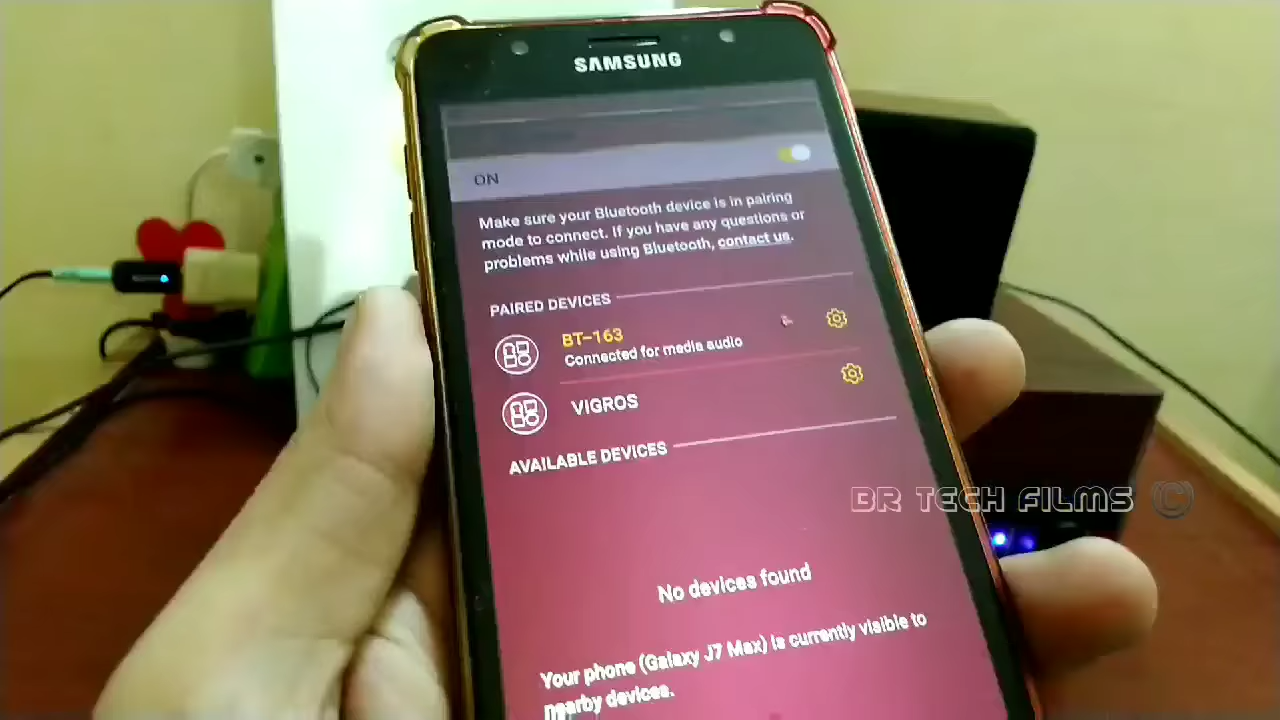 SAMSUNG
ON
Make sure your Bluetooth device is in pairing
mode to connect. If you have any questions or
problems while using Bluetooth, contact us.
PAIRED DEVICES
BT-163
Connected for media audio
VIGROS
AVAILABLE DEVICES
BR TECH FILMS ©
No devices found
Your phone (Galaxy J7 Max) is currently visible to
nearby devices.